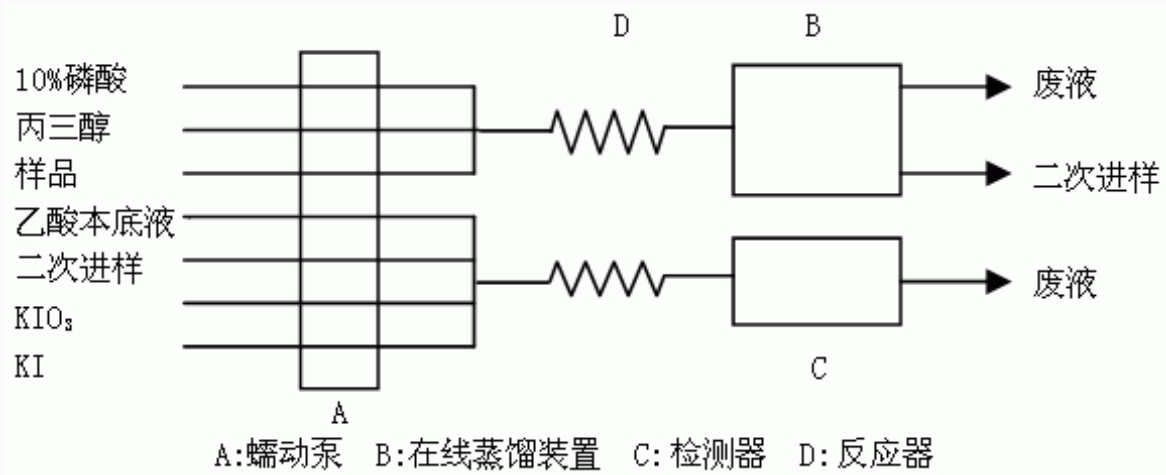 D B
10%磷酸 废液
丙三醇
样品 二次进样
乙酸本底液
二次进样 废液
KIO₃
KI C
A
A:蠕动泵 B:在线蒸馏装置 C:检测器 D:反应器